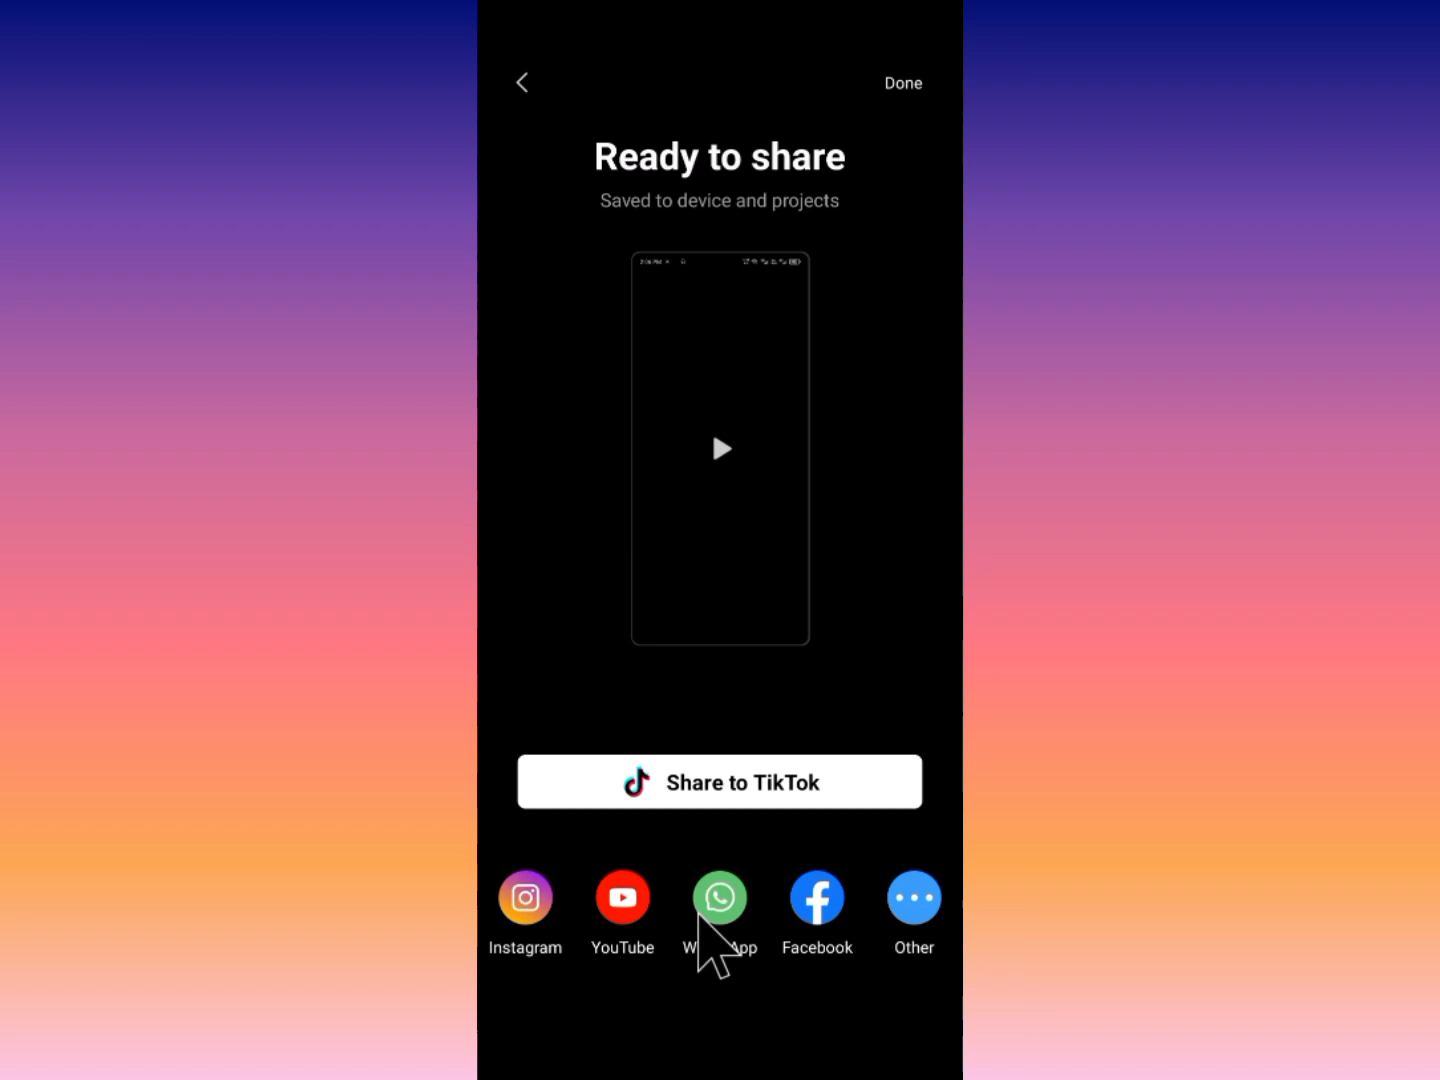 Done
Ready to share
Saved to device and projects
Share to TikTok
Instagram
YouTube
Facebook
Other